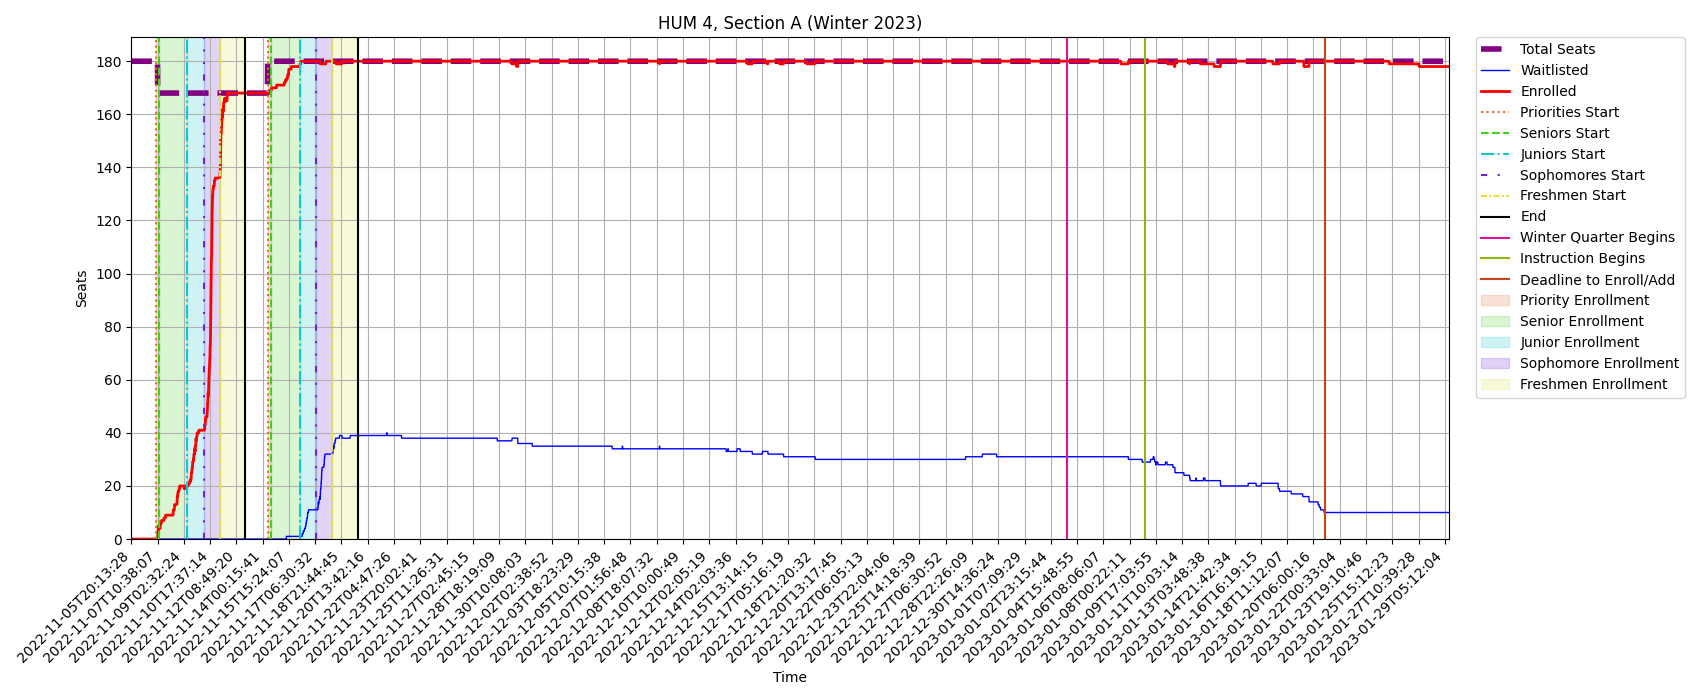 HUM 4, Section A (Winter 2023)
Seats
180
160
140
120
100
80
60
40
20
0
2022-11-05T20:13:28
2022-11-07T10:38:07
2022-11-09T02:32:24
2022-11-10T17:37:14
2022-11-12T08:49:20
2022-11-14T00:15:41
2022-11-15T15:24:07
2022-11-17T06:30:32
2022-11-18T21:44:45
2022-11-20T13:42:16
2022-11-22T04:47:26
2022-11-23T20:02:41
2022-11-25T11:26:31
2022-11-27T02:45:15
2022-11-28T18:19:09
2022-11-30T10:08:03
2022-12-02T02:38:52
2022-12-03T18:23:29
2022-12-05T10:15:38
2022-12-07T01:56:48
2022-12-08T18:07:32
2022-12-10T10:00:49
2022-12-12T02:05:19
2022-12-14T02:03:36
2022-12-15T13:14:15
2022-12-17T05:16:19
2022-12-18T21:20:32
2022-12-20T13:17:45
2022-12-22T06:05:13
2022-12-23T22:04:06
2022-12-25T14:18:39
2022-12-27T06:30:52
2022-12-28T22:26:09
2022-12-30T14:36:24
2023-01-01T07:09:29
2023-01-02T23:15:44
2023-01-04T15:48:55
2023-01-06T08:06:07
2023-01-08T00:22:11
2023-01-09T17:03:55
2023-01-11T10:03:14
2023-01-13T03:48:38
2023-01-14T21:42:34
2023-01-16T16:19:15
2023-01-18T11:12:07
2023-01-20T06:00:16
2023-01-22T00:33:04
2023-01-23T19:10:46
2023-01-25T15:12:23
2023-01-27T10:39:28
2023-01-29T05:12:04
Time
Total Seats
Waitlisted
Enrolled
Priorities Start
Seniors Start
Juniors Start
Sophomores Start
Freshmen Start
End
Winter Quarter Begins
Instruction Begins
Deadline to Enroll/Add
Priority Enrollment
Senior Enrollment
Junior Enrollment
Sophomore Enrollment
Freshmen Enrollment